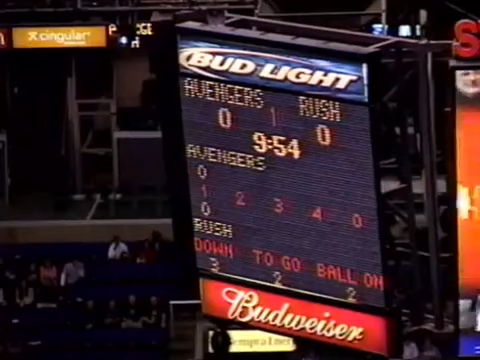 cingular
BUD LIGHT
AVENGERS 1 RUSH
0 0
9:54
AVENGERS
0
1 2 3 4 0
0
RUSH
DOWN TO GO BALL ON
3 2 2
Budweiser
S